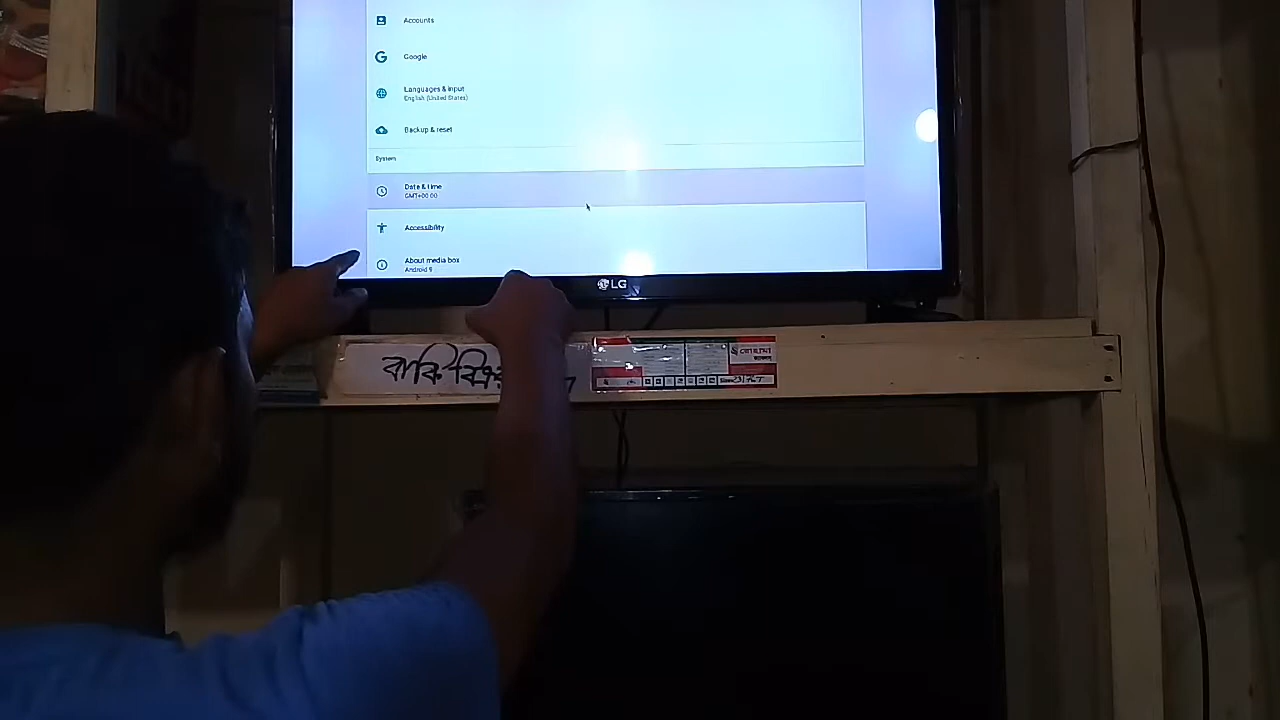 Accounts
Google
Languages & input
English (United States)
Backup & reset
System
Date & time
GMT+00:00
Accessibility
About media box
Android 9
LG
বাকি